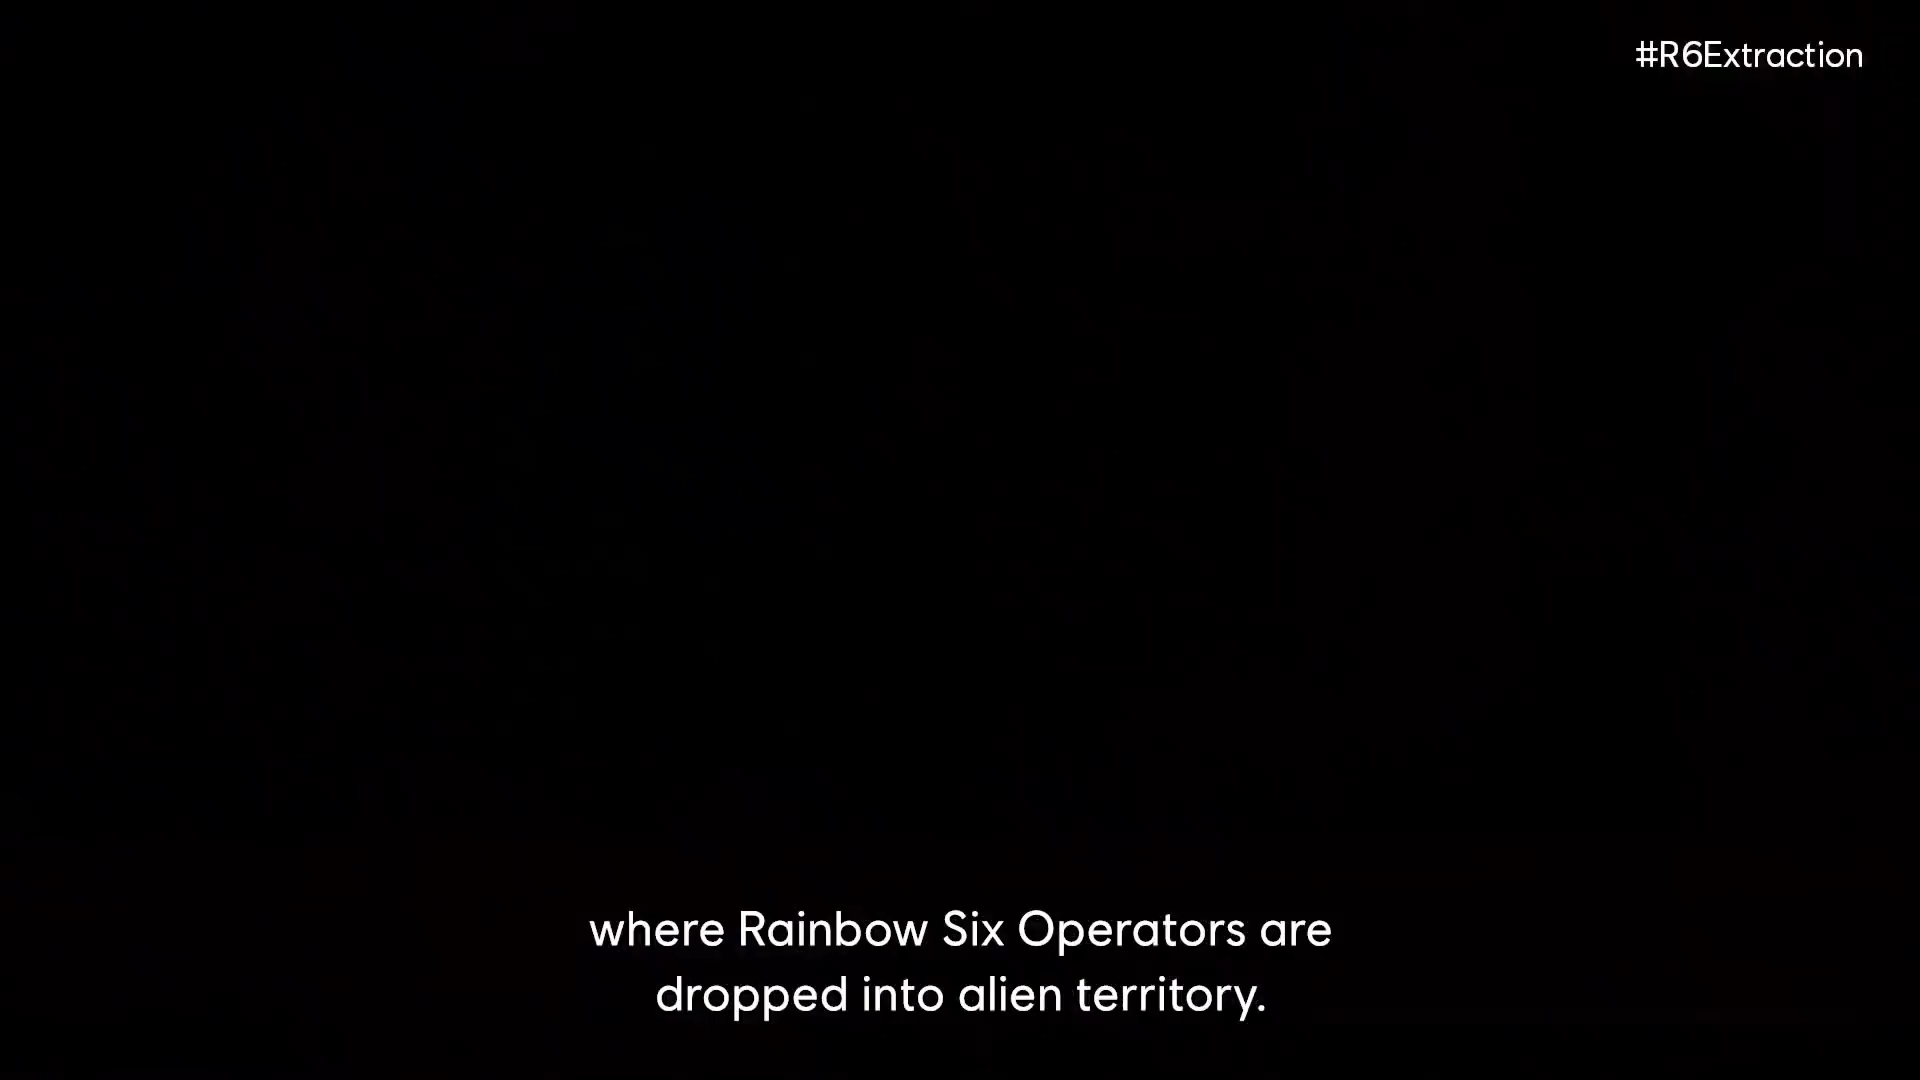 #R6Extraction
where Rainbow Six Operators are
dropped into alien territory.